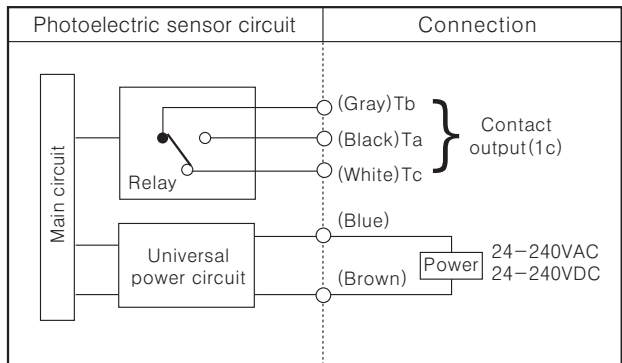 Photoelectric sensor circuit
Connection
Main circuit
Relay
(Gray)Tb
(Black)Ta
(White)Tc
Contact
output(1c)
Universal
power circuit
(Blue)
(Brown)
Power
24-240VAC
24-240VDC